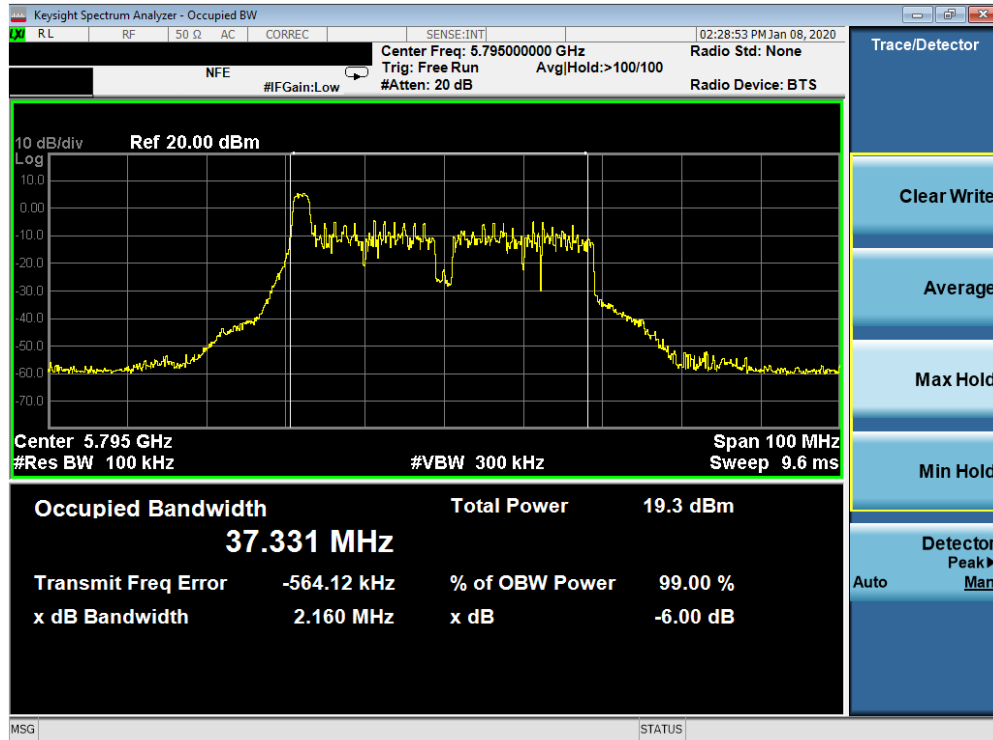 Keysight Spectrum Analyzer - Occupied BW
LXI RL RF 50 Ω AC CORREC SENSE:INT 02:28:53 PM Jan 08, 2020
Center Freq: 5.795000000 GHz Radio Std: None
NFE Trig: Free Run Avg|Hold:>100/100
#IFGain:Low #Atten: 20 dB Radio Device: BTS
10 dB/div Ref 20.00 dBm
Log
10.0
0.00
-10.0
-20.0
-30.0
-40.0
-50.0
-60.0
-70.0
Center 5.795 GHz Span 100 MHz
#Res BW 100 kHz #VBW 300 kHz Sweep 9.6 ms
Occupied Bandwidth Total Power 19.3 dBm
37.331 MHz
Transmit Freq Error -564.12 kHz % of OBW Power 99.00 %
x dB Bandwidth 2.160 MHz x dB -6.00 dB
MSG STATUS
Trace/Detector
Clear Write
Average
Max Hold
Min Hold
Detector
Peak▶
Auto Man